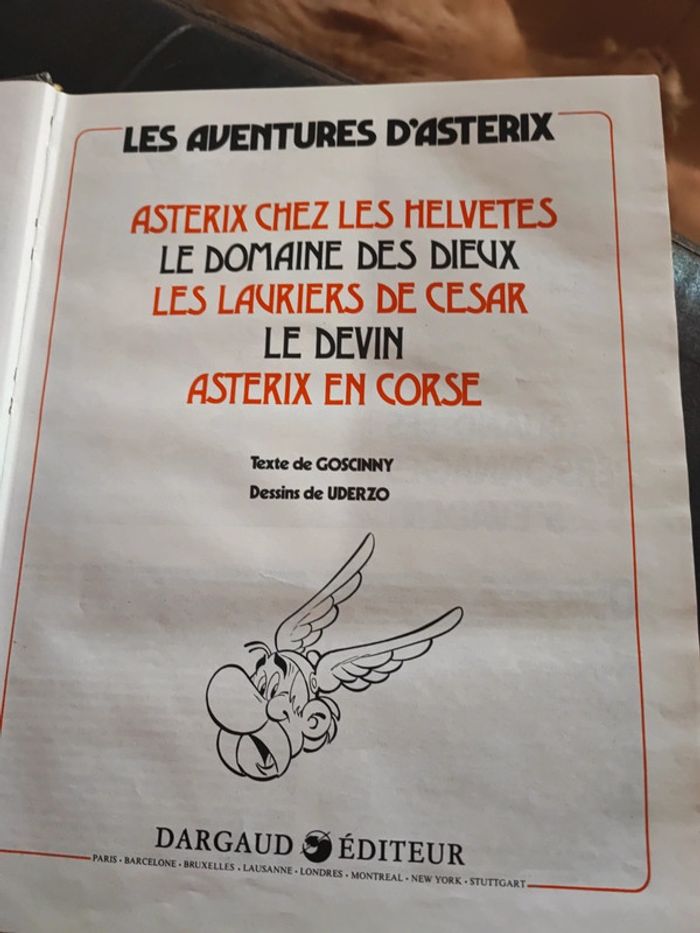 LES AVENTURES D'ASTERIX
ASTERIX CHEZ LES HELVETES
LE DOMAINE DES DIEUX
LES LAURIERS DE CESAR
LE DEVIN
ASTERIX EN CORSE
Texte de GOSCINNY
Dessins de UDERZO
DARGAUD ÉDITEUR
PARIS • BARCELONE • BRUXELLES • LAUSANNE • LONDRES • MONTREAL • NEW YORK • STUTTGART